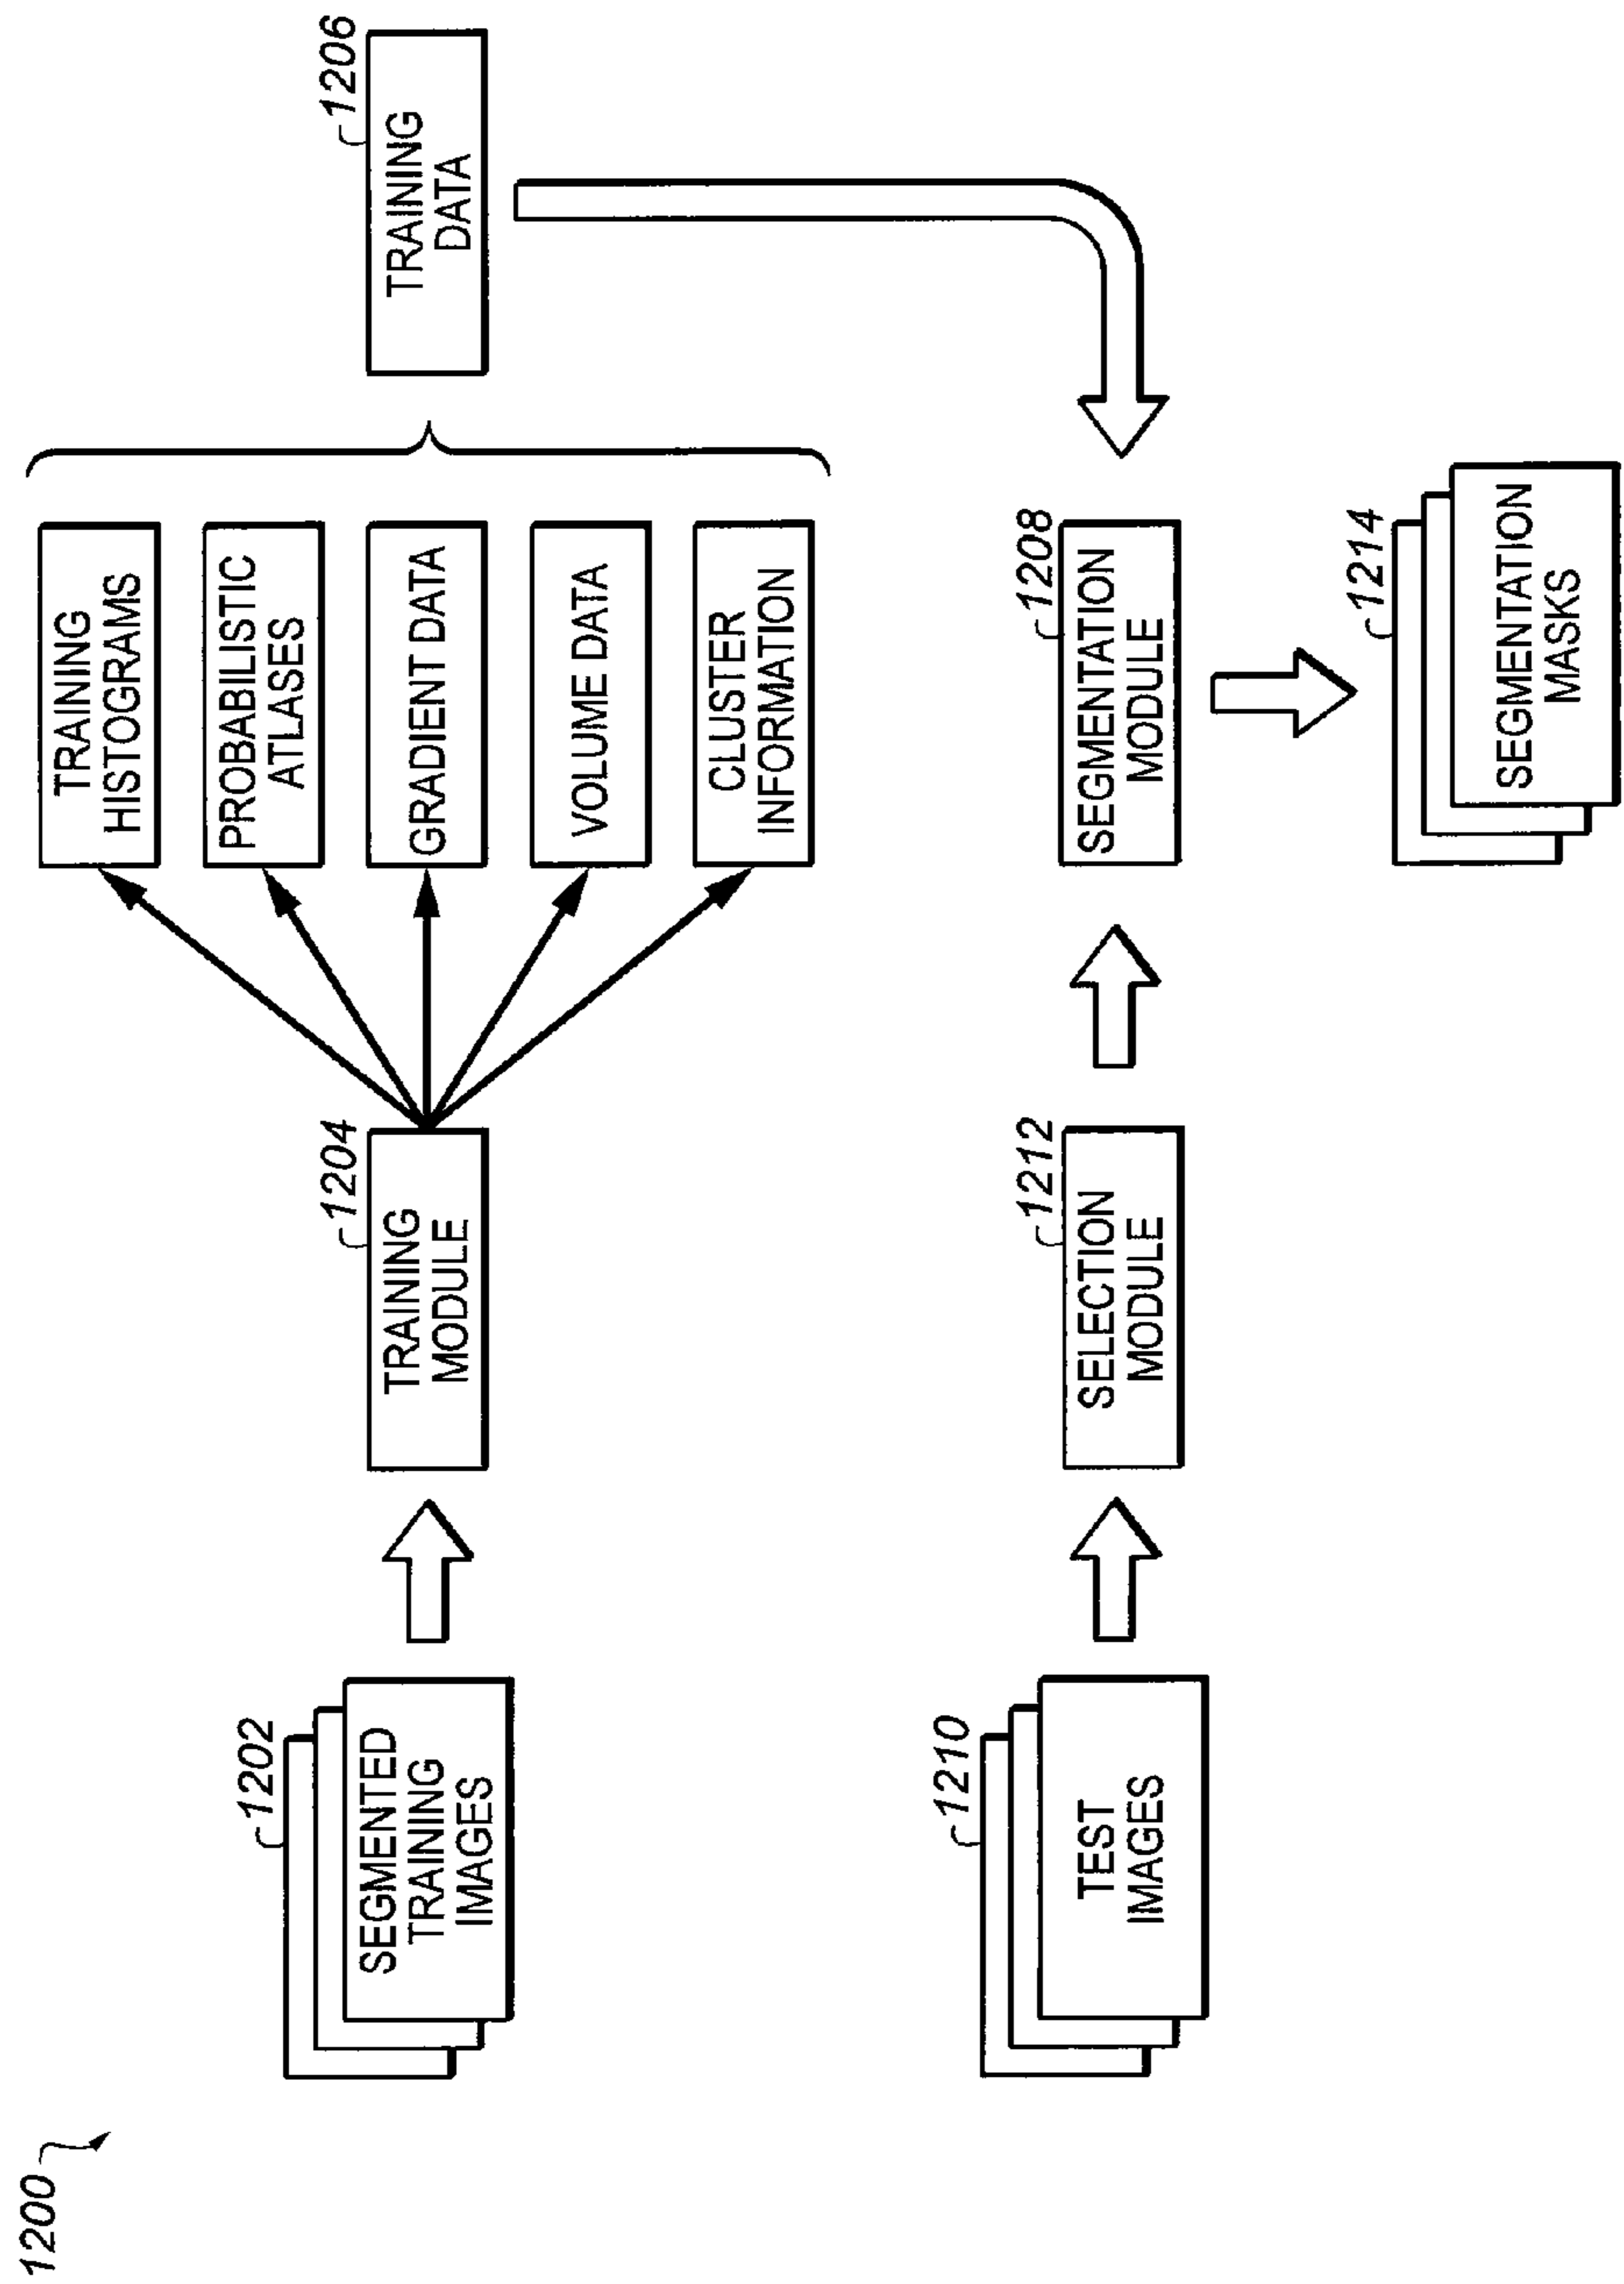 1200
1202
SEGMENTED
TRAINING
IMAGES
1204
TRAINING
MODULE
TRAINING
HISTOGRAMS
PROBABILISTIC
ATLASES
GRADIENT DATA
VOLUME DATA
CLUSTER
INFORMATION
1206
TRAINING
DATA
1210
TEST
IMAGES
1212
SELECTION
MODULE
1208
SEGMENTATION
MODULE
1214
SEGMENTATION
MASKS